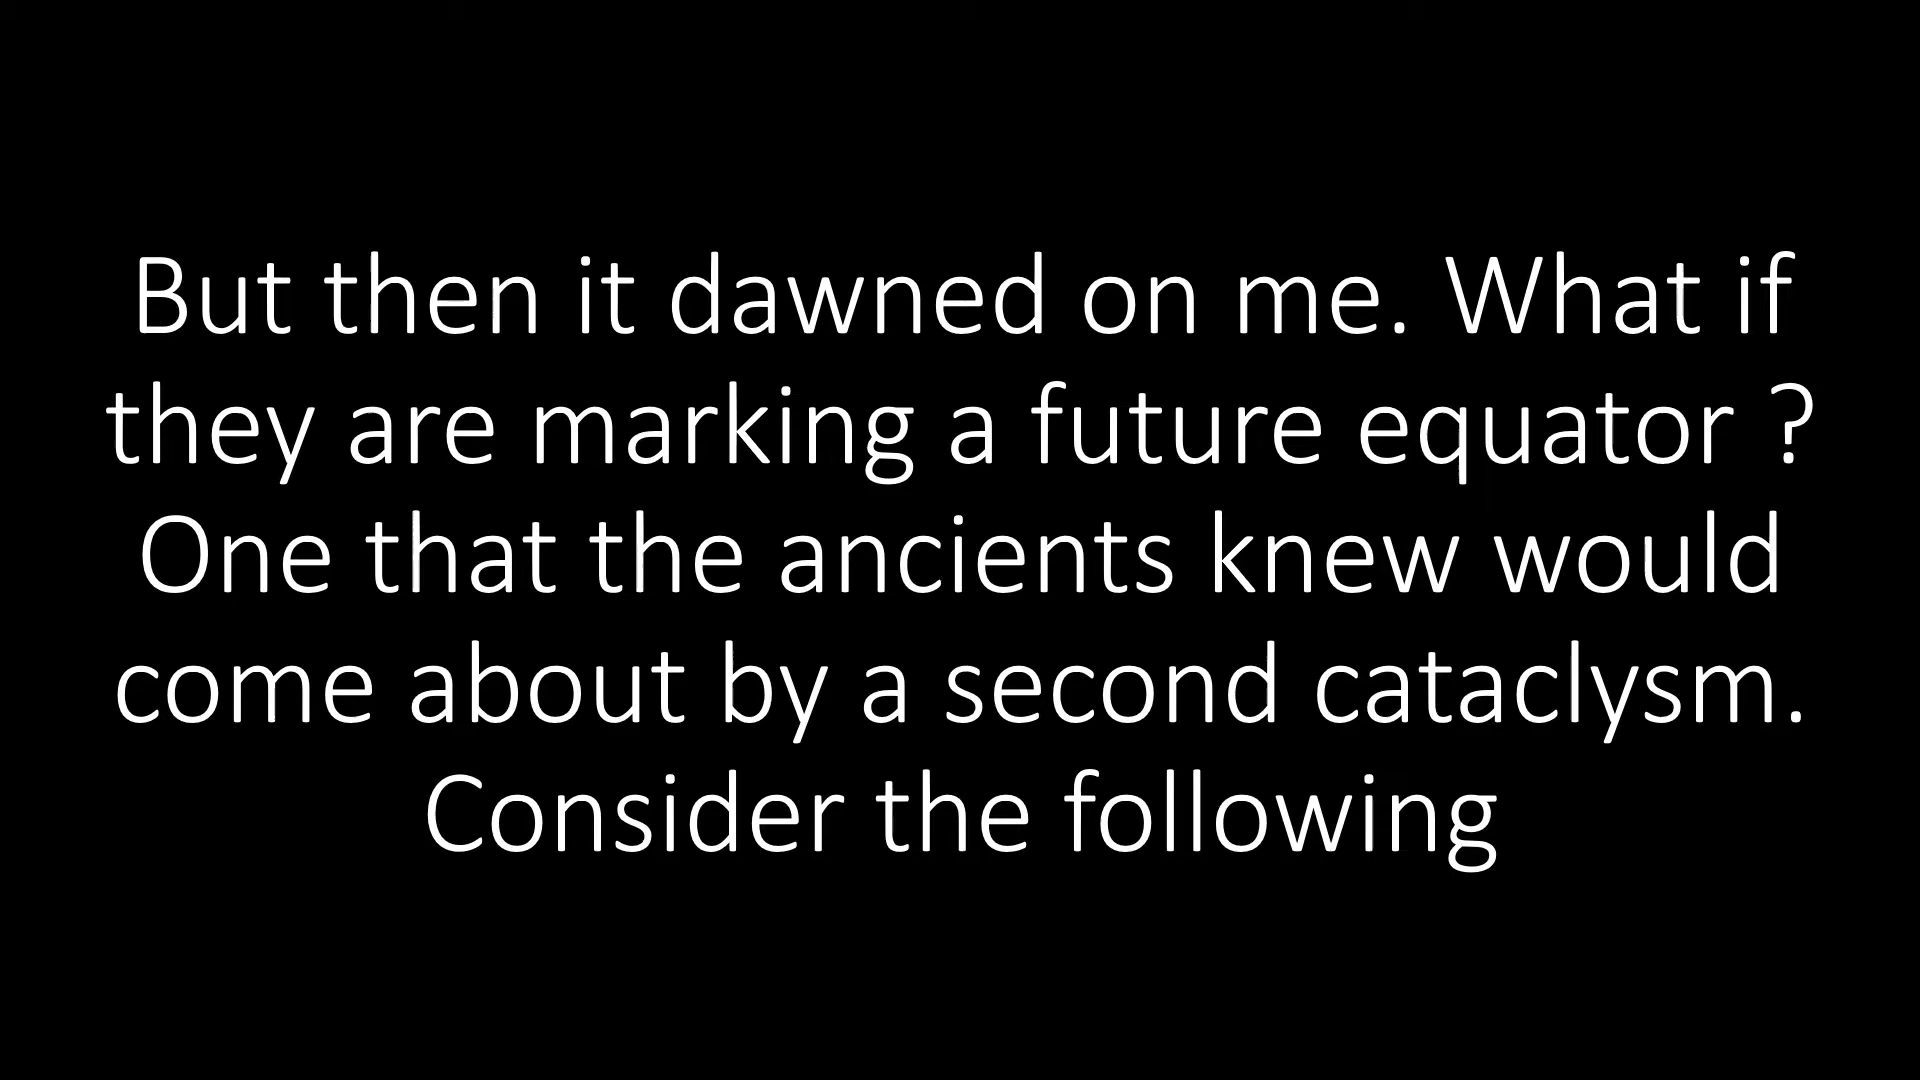 But then it dawned on me. What if
they are marking a future equator ?
One that the ancients knew would
come about by a second cataclysm.
Consider the following